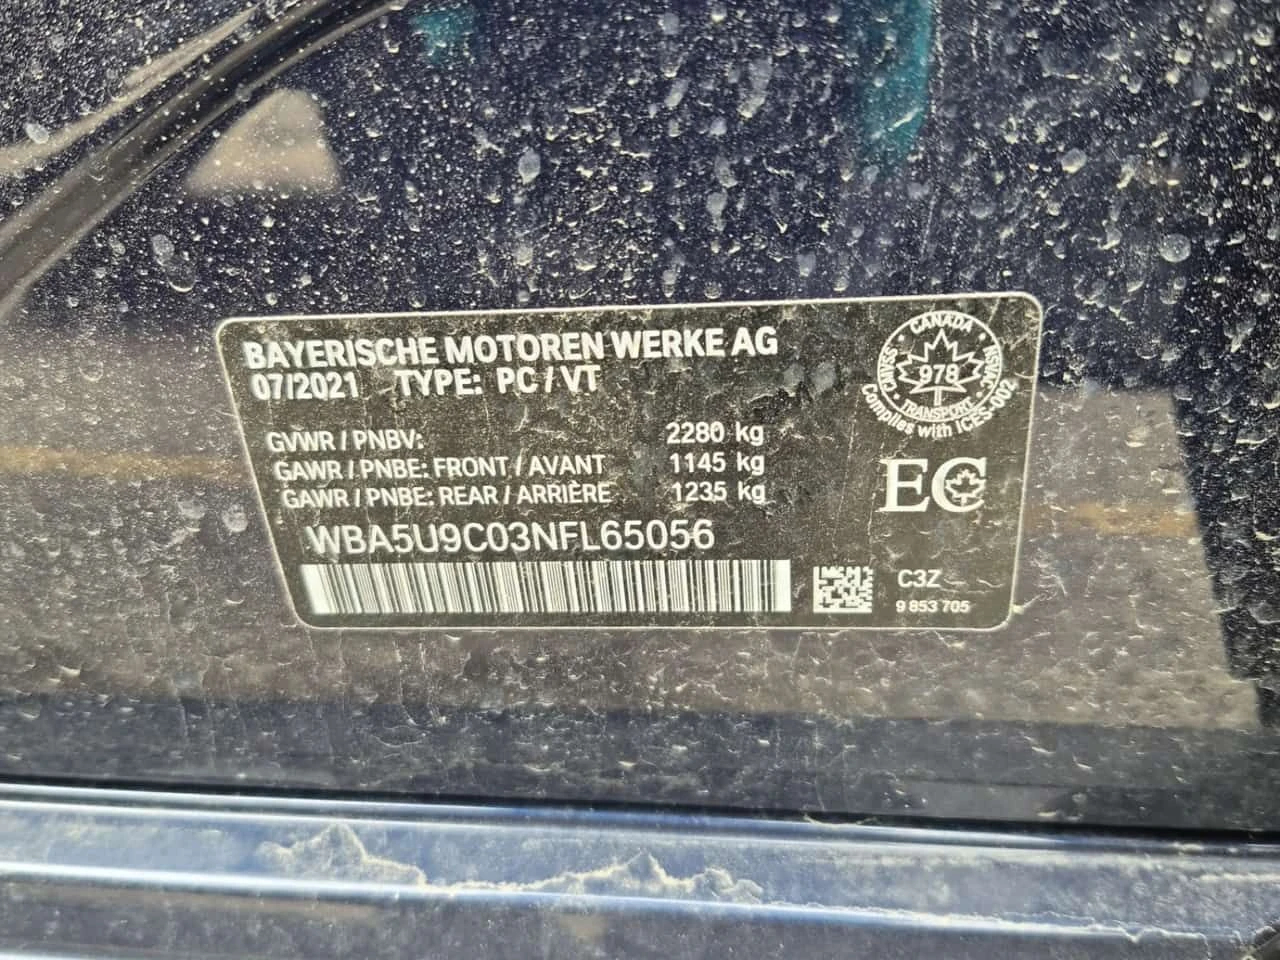 BAYERISCHE MOTOREN WERKE AG
07/2021 TYPE: PC / VT
GVWR / PNBV: 2280 kg
GAWR / PNBE: FRONT / AVANT 1145 kg
GAWR / PNBE: REAR / ARRIÈRE 1235 kg
WBA5U9C03NFL65056
CANADA
CMVSS
978
NSVAC
TRANSPORT
Complies with ICES-002
EC
C3Z
9 853 705